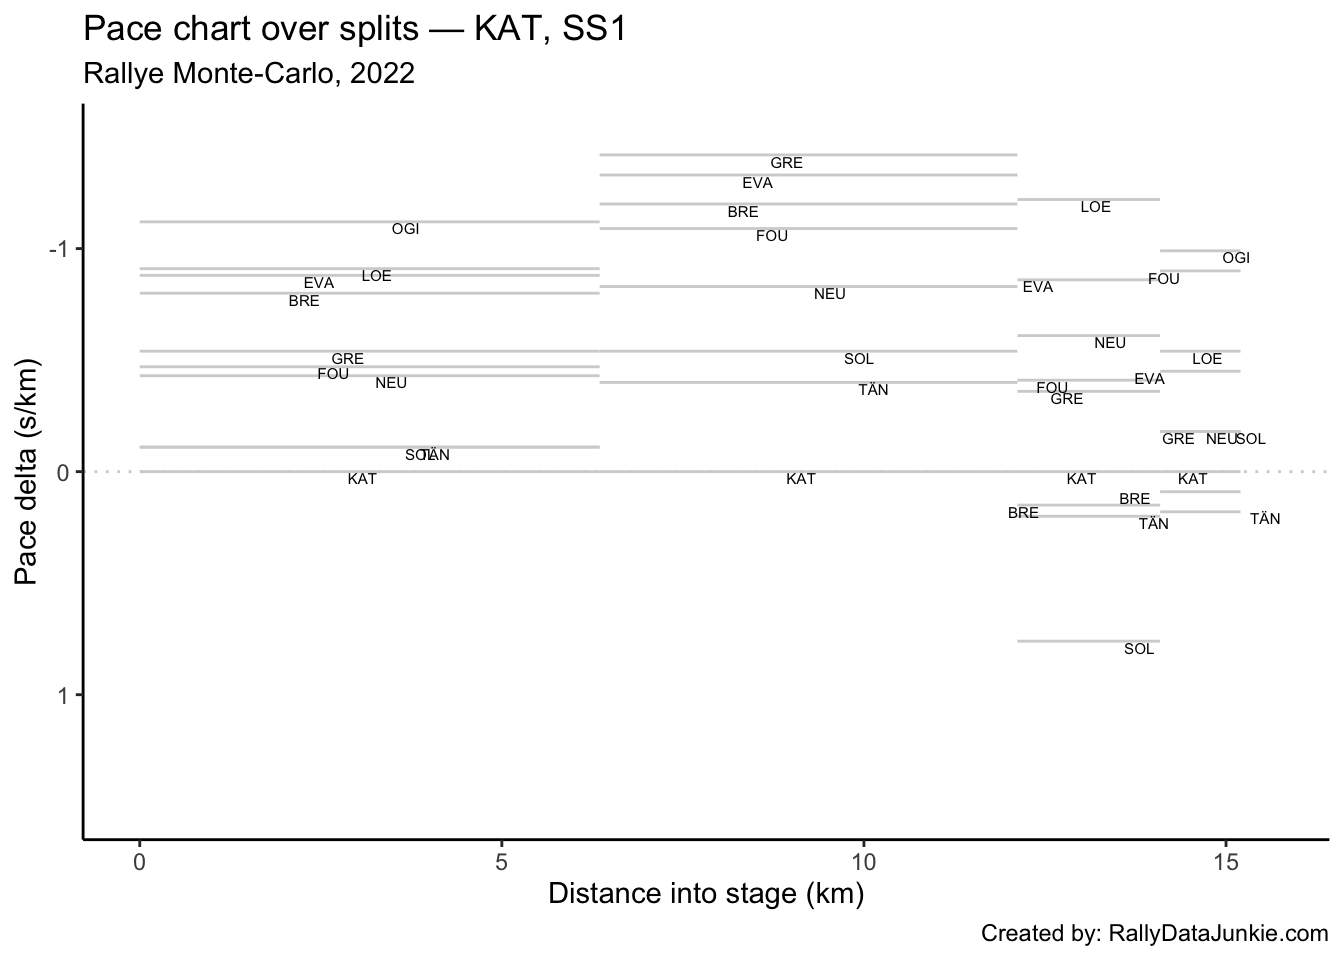 Pace chart over splits — KAT, SS1
Rallye Monte-Carlo, 2022
GRE
EVA
BRE
LOE
OGI
FOU
-1
OGI
LOE
FOU
EVA
EVA
NEU
BRE
NEU
GRE
SOL
LOE
FOU
NEU
TÄN
EVA
FOU
GRE
SOL
TÄN
GRE
NEU
SOL
0
KAT
KAT
KAT
KAT
BRE
BRE
TÄN
TÄN
SOL
1
Pace delta (s/km)
0
5
10
15
Distance into stage (km)
Created by: RallyDataJunkie.com